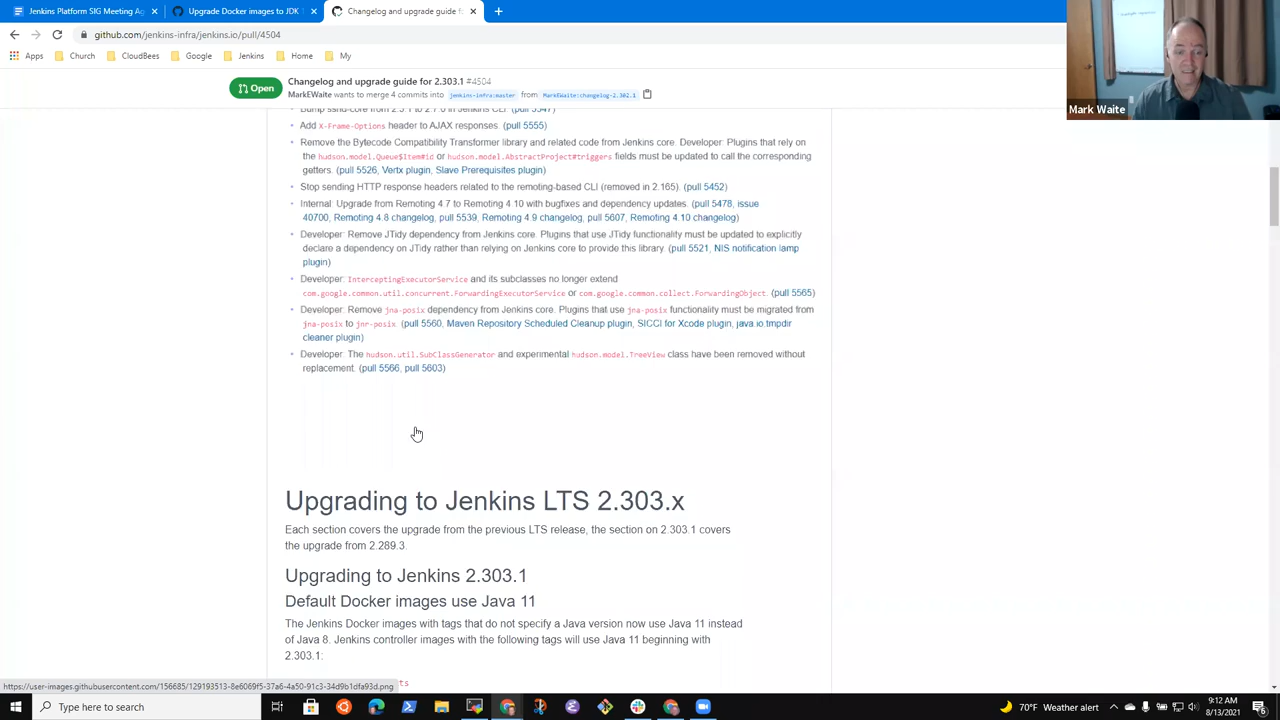 Jenkins Platform SIG Meeting Ag
Upgrade Docker images to JDK 1
Changelog and upgrade guide fo
github.com/jenkins-infra/jenkins.io/pull/4504
Apps
Church
CloudBees
Google
Jenkins
Home
My
Open
Changelog and upgrade guide for 2.303.1 #4504
MarkEWaite wants to merge 4 commits into jenkins-infra:master from MarkEWaite:changelog-2.302.1
Mark Waite
in Jenkins CLI.
Add X-Frame-Options header to AJAX responses. (pull 5555)
Remove the Bytecode Compatibility Transformer library and related code from Jenkins core. Developer: Plugins that rely on
the hudson.model.Queue$Item#id or hudson.model.AbstractProject#triggers fields must be updated to call the corresponding
getters. (pull 5526, Vertx plugin, Slave Prerequisites plugin)
Stop sending HTTP response headers related to the remoting-based CLI (removed in 2.165). (pull 5452)
Internal: Upgrade from Remoting 4.7 to Remoting 4.10 with bugfixes and dependency updates. (pull 5478, issue
40700, Remoting 4.8 changelog, pull 5539, Remoting 4.9 changelog, pull 5607, Remoting 4.10 changelog)
Developer: Remove JTidy dependency from Jenkins core. Plugins that use JTidy functionality must be updated to explicitly
declare a dependency on JTidy rather than relying on Jenkins core to provide this library. (pull 5521, NIS notification lamp
plugin)
Developer: InterceptingExecutorService and its subclasses no longer extend
com.google.common.util.concurrent.ForwardingExecutorService or com.google.common.collect.ForwardingObject. (pull 5565)
Developer: Remove jna-posix dependency from Jenkins core. Plugins that use jna-posix functionality must be migrated from
jna-posix to jnr-posix (pull 5560, Maven Repository Scheduled Cleanup plugin, SICCI for Xcode plugin, java.io.tmpdir
cleaner plugin)
Developer: The hudson.util.SubClassGenerator and experimental hudson.model.TreeView class have been removed without
replacement. (pull 5566, pull 5603)
Upgrading to Jenkins LTS 2.303.x
Each section covers the upgrade from the previous LTS release, the section on 2.303.1 covers
the upgrade from 2.289.3.
Upgrading to Jenkins 2.303.1
Default Docker images use Java 11
The Jenkins Docker images with tags that do not specify a Java version now use Java 11 instead
of Java 8. Jenkins controller images with the following tags will use Java 11 beginning with
2.303.1:
https://user-images.githubusercontent.com/156685/129193513-8e6069f5-37a6-4a50-91c3-34d9b1dfa93d.png
Type here to search
70°F Weather alert
9:12 AM
8/13/2021